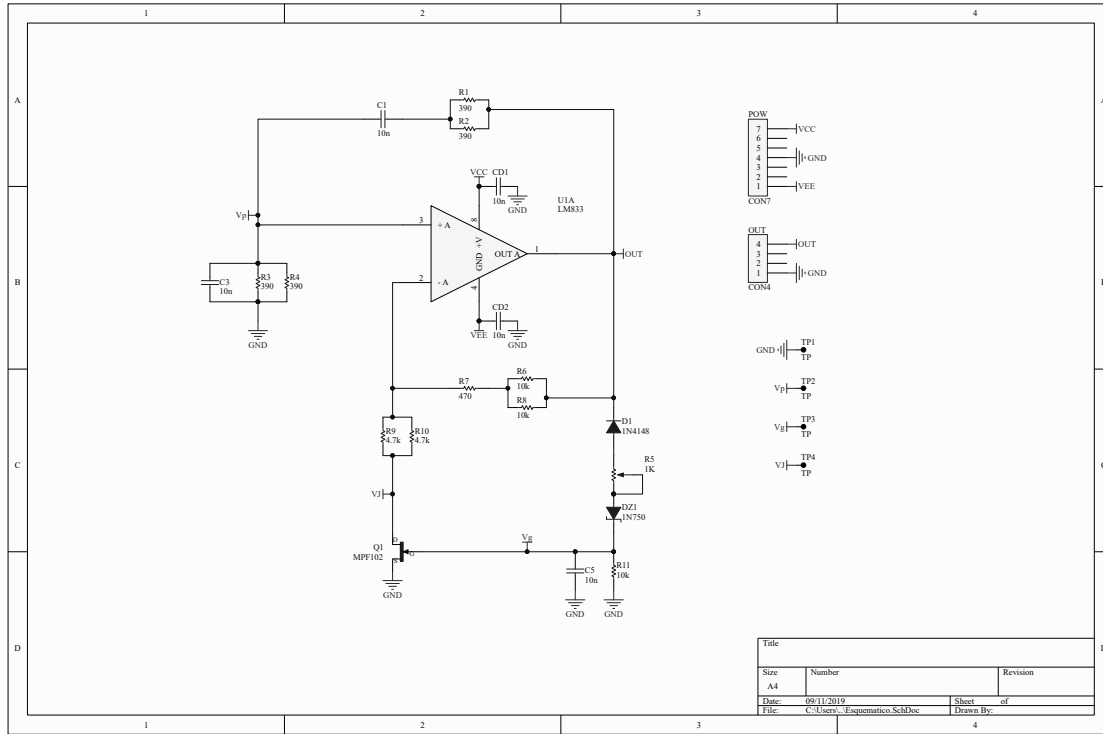 1 2 3 4
A
A
B
B
C
C
D
D
R1
390
R2
390
C1
10n
VCC
CD1
10n
GND
U1A
LM833
Vp
3
+A
8
+V
OUT A
1
OUT
2
-A
GND
4
C3
10n
R3
390
R4
390
GND
CD2
10n
VEE
GND
R7
470
R6
10k
R8
10k
D1
1N4148
R9
4.7k
R10
4.7k
R5
1K
VJ
DZ1
1N750
Q1
MPF102
D
G
S
Vg
C5
10n
R11
10k
GND
GND
GND
POW
7
VCC
6
5
4
GND
3
2
1
VEE
CON7
OUT
4
OUT
3
2
1
GND
CON4
GND
TP1
TP
Vp
TP2
TP
Vg
TP3
TP
VJ
TP4
TP
Title
Size
Number
Revision
A4
Date:
09/11/2019
Sheet of
File:
C:\Users\..\Esquematico.SchDoc
Drawn By:
1 2 3 4